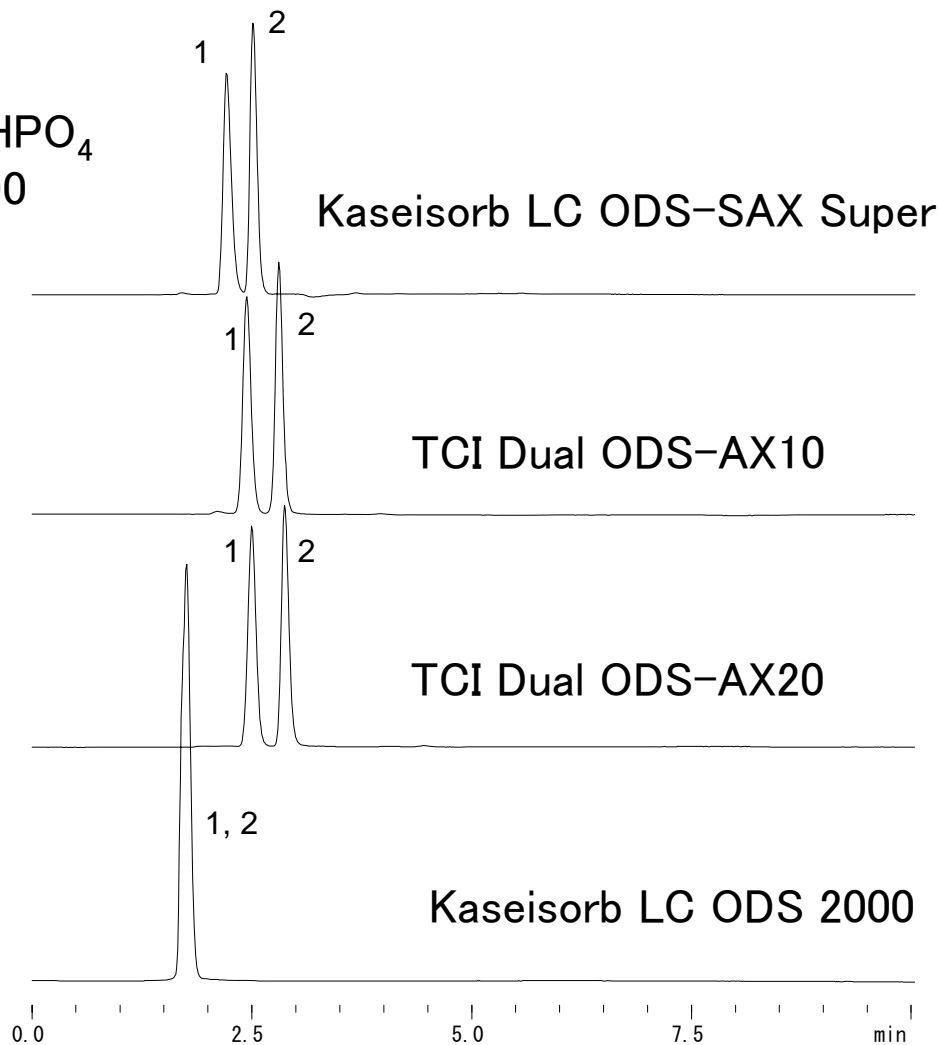 1
2
HPO4
Kaseisorb LC ODS-SAX Super
1
2
TCI Dual ODS-AX10
1
2
TCI Dual ODS-AX20
1, 2
Kaseisorb LC ODS 2000
0.0 2.5 5.0 7.5 min